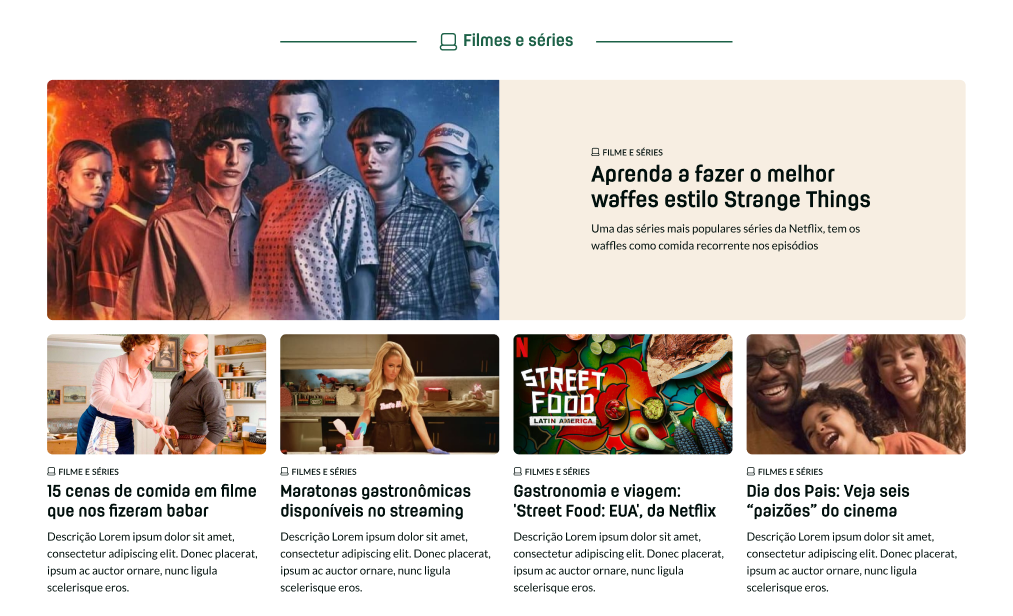 Filmes e séries
FILME E SÉRIES
Aprenda a fazer o melhor
waffes estilo Strange Things
Uma das séries mais populares séries da Netflix, tem os
waffles como comida recorrente nos episódios
N
STREET
FOOD
LATIN AMERICA
FILME E SÉRIES
15 cenas de comida em filme
que nos fizeram babar
Descrição Lorem ipsum dolor sit amet,
consectetur adipiscing elit. Donec placerat,
ipsum ac auctor ornare, nunc ligula
scelerisque eros.
FILMES E SÉRIES
Maratonas gastronômicas
disponíveis no streaming
Descrição Lorem ipsum dolor sit amet,
consectetur adipiscing elit. Donec placerat,
ipsum ac auctor ornare, nunc ligula
scelerisque eros.
FILMES E SÉRIES
Gastronomia e viagem:
'Street Food: EUA', da Netflix
Descrição Lorem ipsum dolor sit amet,
consectetur adipiscing elit. Donec placerat,
ipsum ac auctor ornare, nunc ligula
scelerisque eros.
FILMES E SÉRIES
Dia dos Pais: Veja seis
“paizões” do cinema
Descrição Lorem ipsum dolor sit amet,
consectetur adipiscing elit. Donec placerat,
ipsum ac auctor ornare, nunc ligula
scelerisque eros.